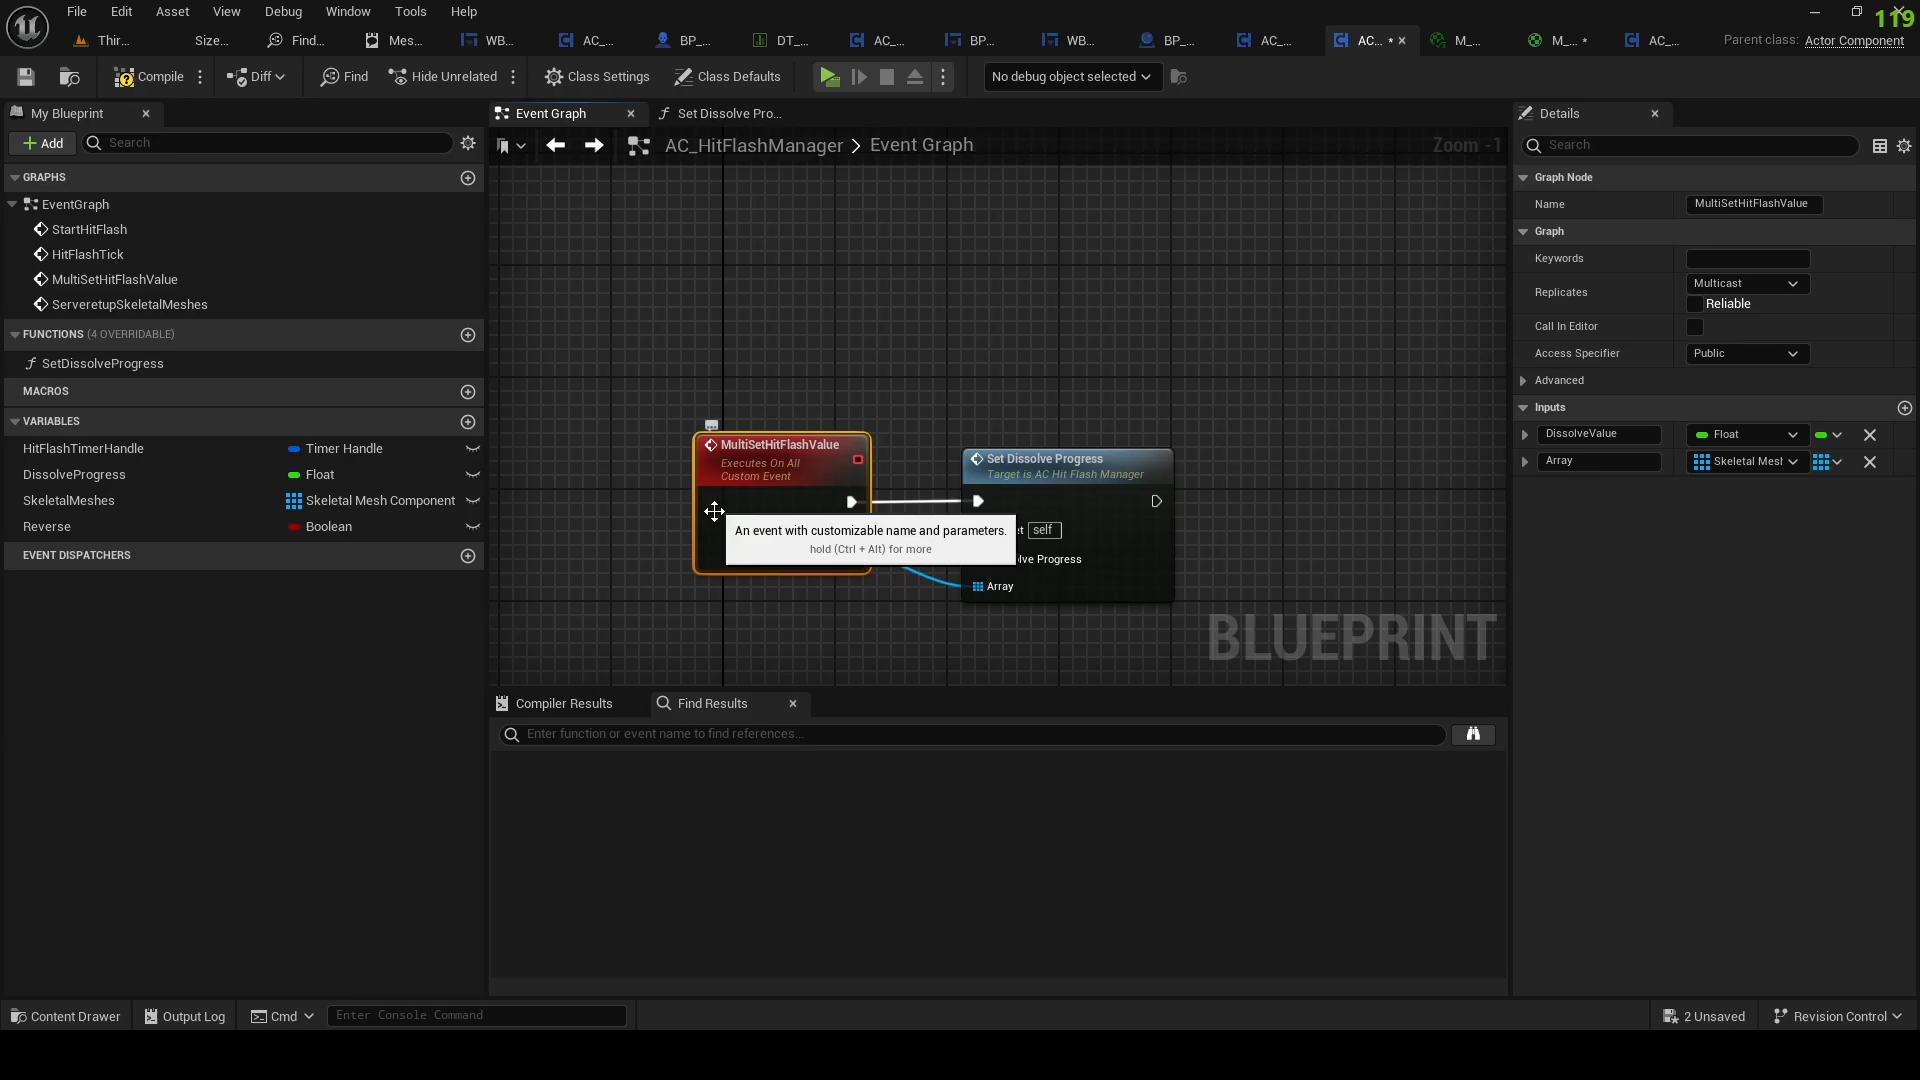 File Edit Asset View Debug Window Tools Help
119
Thir... Size... Find... Mes... WB... AC_... BP_... DT_... AC_... BP... WB... BP_... AC_... AC... * M_... M_... * AC_...
Parent class: Actor Component
Compile Diff Find Hide Unrelated Class Settings Class Defaults No debug object selected
My Blueprint
Add Search
GRAPHS
EventGraph
StartHitFlash
HitFlashTick
MultiSetHitFlashValue
ServeretupSkeletalMeshes
FUNCTIONS (4 OVERRIDABLE)
SetDissolveProgress
MACROS
VARIABLES
HitFlashTimerHandle Timer Handle
DissolveProgress Float
SkeletalMeshes Skeletal Mesh Component
Reverse Boolean
EVENT DISPATCHERS
Event Graph Set Dissolve Pro...
AC_HitFlashManager > Event Graph Zoom -1
MultiSetHitFlashValue
Executes On All
Custom Event
Set Dissolve Progress
Target is AC Hit Flash Manager
An event with customizable name and parameters.
hold (Ctrl + Alt) for more
self
Progress
Array
BLUEPRINT
Compiler Results Find Results
Enter function or event name to find references...
Details
Search
Graph Node
Name MultiSetHitFlashValue
Graph
Keywords
Replicates Multicast
Reliable
Call In Editor
Access Specifier Public
Advanced
Inputs
DissolveValue Float
Array Skeletal Mesh
Content Drawer Output Log Cmd Enter Console Command 2 Unsaved Revision Control